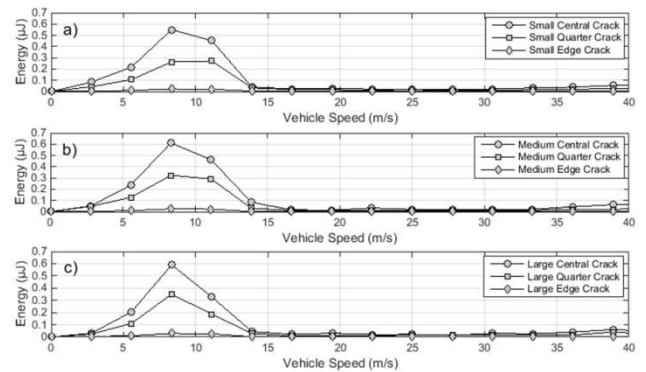 a)
Energy (µJ)
0.7
0.6
0.5
0.4
0.3
0.2
0.1
0
Small Central Crack
Small Quarter Crack
Small Edge Crack
0 5 10 15 20 25 30 35 40
Vehicle Speed (m/s)
b)
Energy (µJ)
0.7
0.6
0.5
0.4
0.3
0.2
0.1
0
Medium Central Crack
Medium Quarter Crack
Medium Edge Crack
0 5 10 15 20 25 30 35 40
Vehicle Speed (m/s)
c)
Energy (µJ)
0.7
0.6
0.5
0.4
0.3
0.2
0.1
0
Large Central Crack
Large Quarter Crack
Large Edge Crack
0 5 10 15 20 25 30 35 40
Vehicle Speed (m/s)